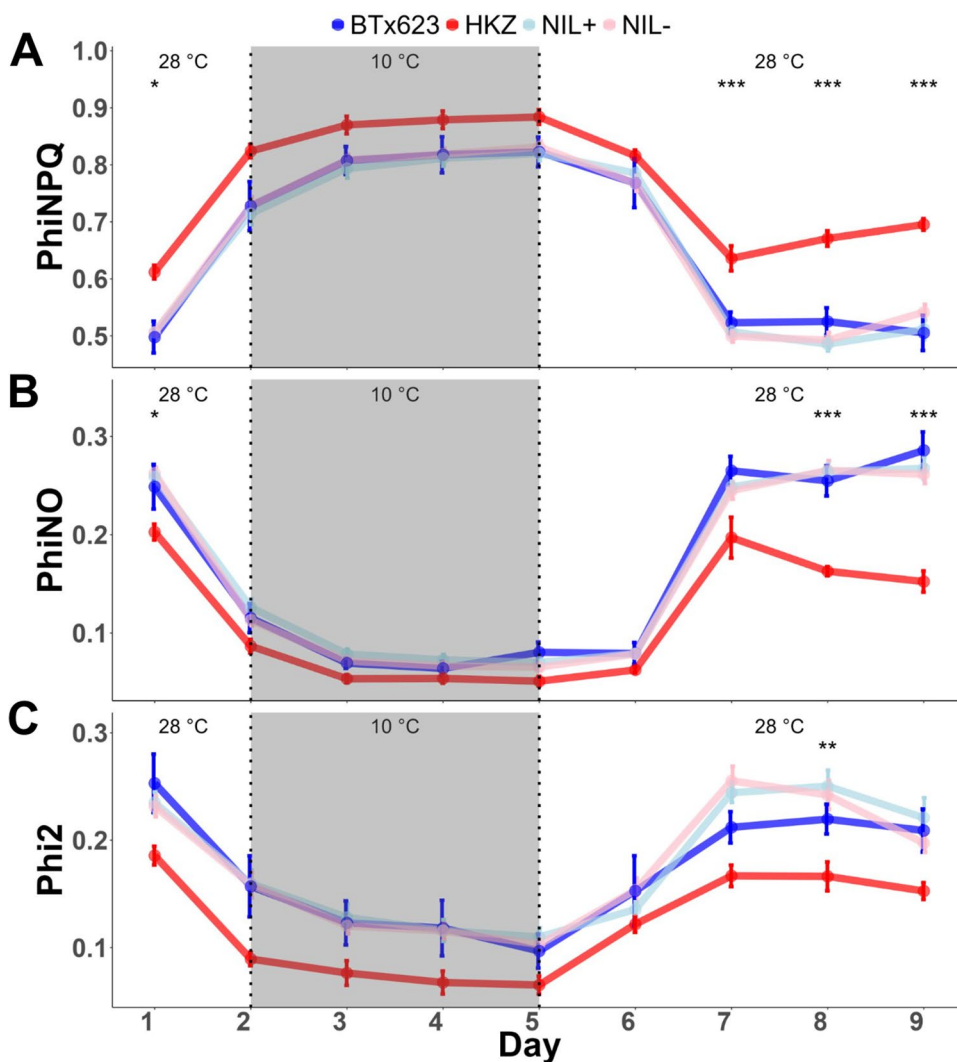 BTx623 HKZ NIL+ NIL-
A
28 °C 10 °C 28 °C
* *** *** ***
PhiNPQ
1.0
0.9
0.8
0.7
0.6
0.5
B
28 °C 10 °C 28 °C
* *** ***
PhiNO
0.3
0.2
0.1
C
28 °C 10 °C 28 °C
**
Phi2
0.3
0.2
0.1
1 2 3 4 5 6 7 8 9
Day